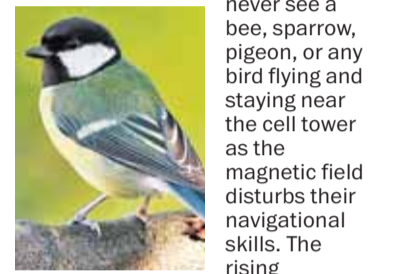 never see a
bee, sparrow,
pigeon, or any
bird flying and
staying near
the cell tower
as the
magnetic field
disturbs their
navigational
skills. The
rising